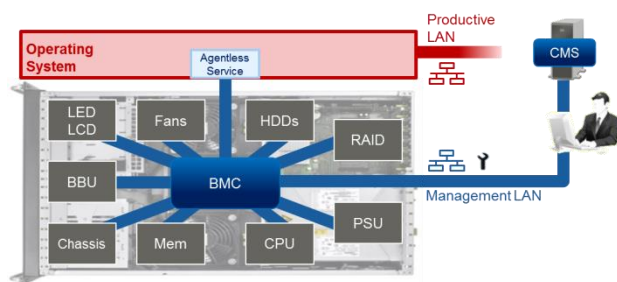 Productive
LAN
Operating
System
Agentless
Service
CMS
LED
LCD
Fans
HDDs
RAID
BBU
BMC
Management LAN
Chassis
Mem
CPU
PSU